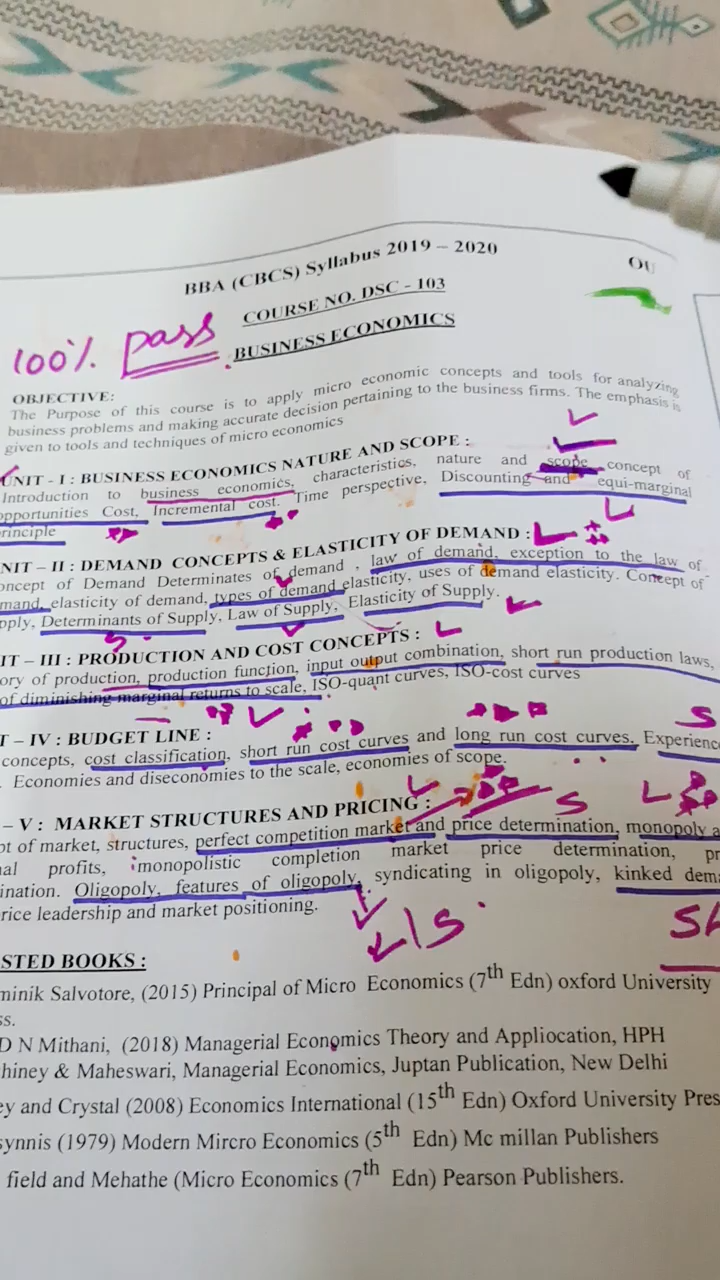 BBA (CBCS) Syllabus 2019 – 2020
OU
COURSE NO. DSC - 103
100% pass
BUSINESS ECONOMICS
OBJECTIVE:
The Purpose of this course is to apply micro economic concepts and tools for analyzing
business problems and making accurate decision pertaining to the business firms. The emphasis is
given to tools and techniques of micro economics
UNIT - I : BUSINESS ECONOMICS NATURE AND SCOPE :
Introduction to business economics, characteristics, nature and scope concept of
opportunities Cost, Incremental cost. Time perspective, Discounting and equi-marginal
rinciple
NIT – II : DEMAND CONCEPTS & ELASTICITY OF DEMAND : L
oncept of Demand Determinates of demand , law of demand, exception to the law of
mand, elasticity of demand, types of demand elasticity, uses of demand elasticity. Concept of
pply, Determinants of Supply, Law of Supply, Elasticity of Supply. L
S
IT – III : PRODUCTION AND COST CONCEPTS : L
ory of production, production function, input output combination, short run production laws,
of diminishing marginal returns to scale, ISO-quant curves, ISO-cost curves
T – IV : BUDGET LINE :
S
concepts, cost classification, short run cost curves and long run cost curves. Experience
. Economies and diseconomies to the scale, economies of scope.
– V : MARKET STRUCTURES AND PRICING :
S L
pt of market, structures, perfect competition market and price determination, monopoly a
nal profits, monopolistic completion market price determination, pr
ination. Oligopoly, features of oligopoly, syndicating in oligopoly, kinked dem
rice leadership and market positioning.
L/S
S
STED BOOKS :
minik Salvotore, (2015) Principal of Micro Economics (7th Edn) oxford University
ss.
D N Mithani, (2018) Managerial Economics Theory and Appliocation, HPH
hiney & Maheswari, Managerial Economics, Juptan Publication, New Delhi
ey and Crystal (2008) Economics International (15th Edn) Oxford University Pres
synnis (1979) Modern Mircro Economics (5th Edn) Mc millan Publishers
field and Mehathe (Micro Economics (7th Edn) Pearson Publishers.